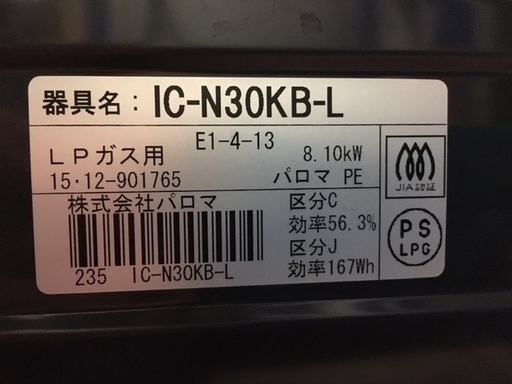 器具名：IC-N30KB-L
E1-4-13
LPガス用 8.10kW
15・12-901765 パロマ PE
株式会社パロマ
235 IC-N30KB-L
区分C
効率56.3%
区分J
効率167Wh
JIA認証
PS
LPG